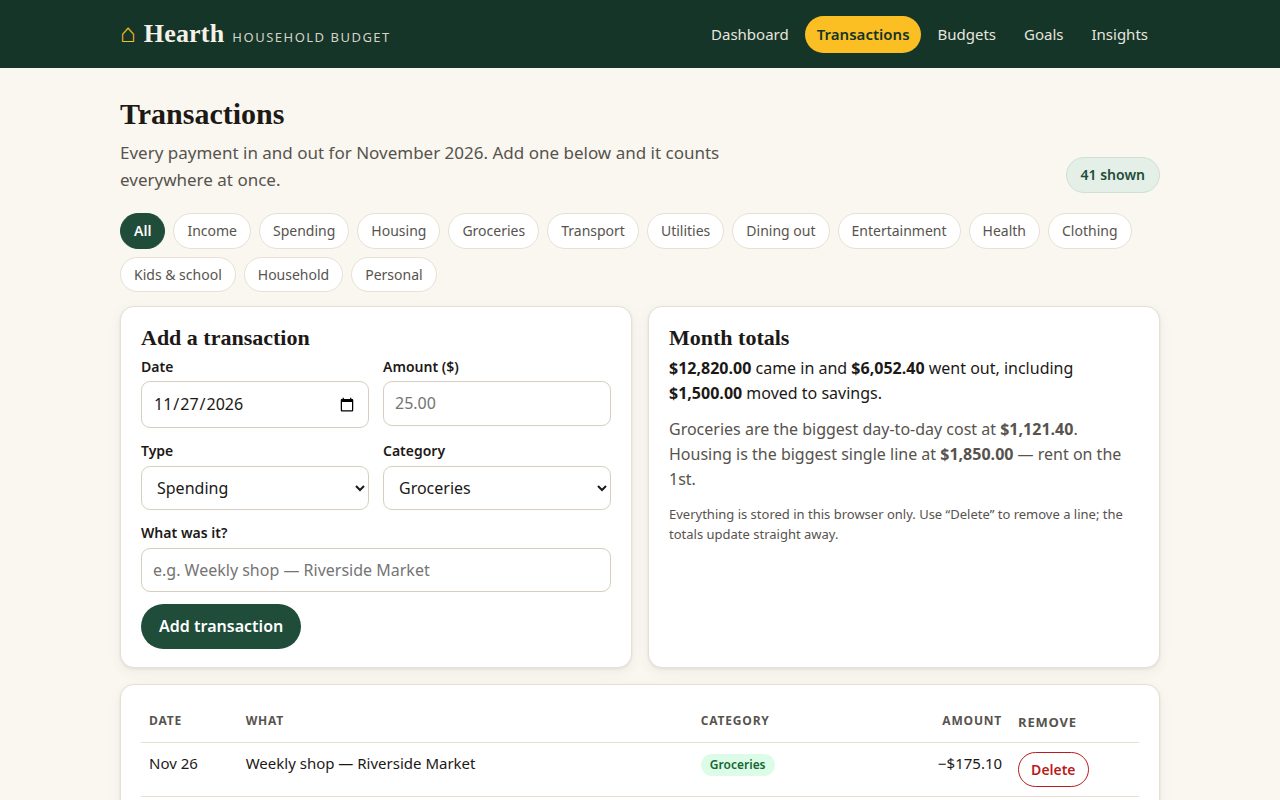 Hearth HOUSEHOLD BUDGET
Dashboard Transactions Budgets Goals Insights
Transactions
Every payment in and out for November 2026. Add one below and it counts
everywhere at once.
41 shown
All Income Spending Housing Groceries Transport Utilities Dining out Entertainment Health Clothing
Kids & school Household Personal
Add a transaction
Date Amount ($)
11/27/2026 25.00
Type Category
Spending Groceries
What was it?
e.g. Weekly shop — Riverside Market
Add transaction
Month totals
$12,820.00 came in and $6,052.40 went out, including
$1,500.00 moved to savings.
Groceries are the biggest day-to-day cost at $1,121.40.
Housing is the biggest single line at $1,850.00 — rent on the
1st.
Everything is stored in this browser only. Use “Delete” to remove a line; the
totals update straight away.
DATE WHAT CATEGORY AMOUNT REMOVE
Nov 26 Weekly shop — Riverside Market Groceries −$175.10 Delete